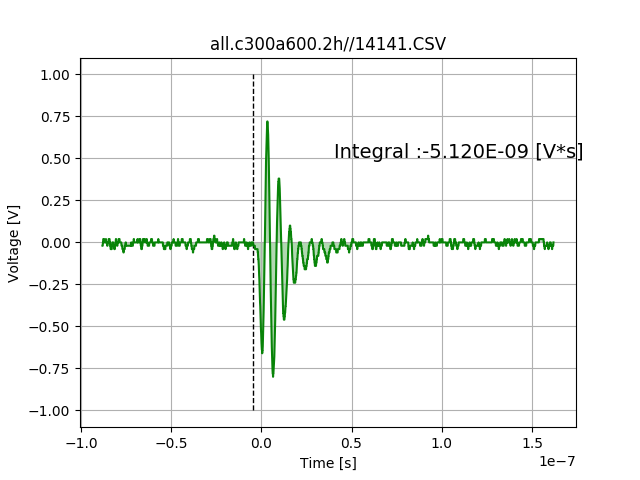 all.c300a600.2h//14141.CSV
1.00
0.75
0.50
0.25
0.00
−0.25
−0.50
−0.75
−1.00
Voltage [V]
Integral :-5.120E-09 [V*s]
−1.0 −0.5 0.0 0.5 1.0 1.5
1e−7
Time [s]